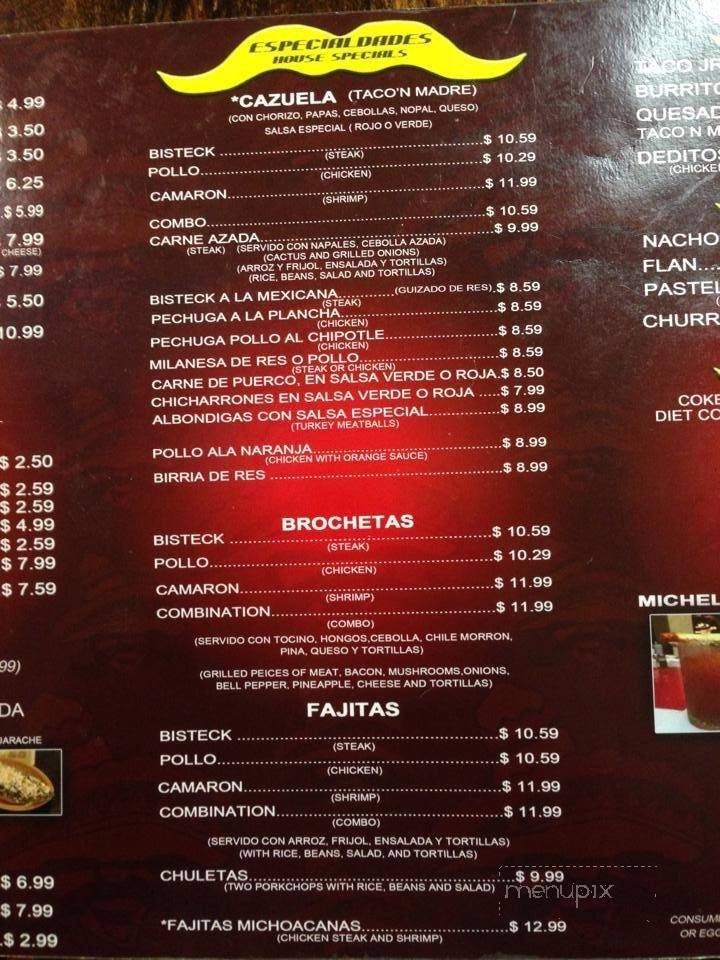 ESPECIALDADES
HOUSE SPECIALS
*CAZUELA (TACO'N MADRE)
(CON CHORIZO, PAPAS, CEBOLLAS, NOPAL, QUESO)
SALSA ESPECIAL ( ROJO O VERDE)
BISTECK $ 10.59
(STEAK)
POLLO $ 10.29
(CHICKEN)
CAMARON $ 11.99
(SHRIMP)
COMBO $ 10.59
CARNE AZADA $ 9.99
(STEAK) (SERVIDO CON NAPALES, CEBOLLA AZADA)
(CACTUS AND GRILLED ONIONS)
(ARROZ Y FRIJOL, ENSALADA Y TORTILLAS)
(RICE, BEANS, SALAD AND TORTILLAS)
BISTECK A LA MEXICANA (GUIZADO DE RES) $ 8.59
(STEAK)
PECHUGA A LA PLANCHA $ 8.59
(CHICKEN)
PECHUGA POLLO AL CHIPOTLE $ 8.59
(CHICKEN)
MILANESA DE RES O POLLO $ 8.59
(STEAK OR CHICKEN)
CARNE DE PUERCO, EN SALSA VERDE O ROJA $ 8.50
CHICHARRONES EN SALSA VERDE O ROJA $ 7.99
ALBONDIGAS CON SALSA ESPECIAL $ 8.99
(TURKEY MEATBALLS)
POLLO ALA NARANJA $ 8.99
(CHICKEN WITH ORANGE SAUCE)
BIRRIA DE RES $ 8.99
BROCHETAS
BISTECK $ 10.59
(STEAK)
POLLO $ 10.29
(CHICKEN)
CAMARON $ 11.99
(SHRIMP)
COMBINATION $ 11.99
(COMBO)
(SERVIDO CON TOCINO, HONGOS,CEBOLLA, CHILE MORRON,
PINA, QUESO Y TORTILLAS)
(GRILLED PEICES OF MEAT, BACON, MUSHROOMS,ONIONS,
BELL PEPPER, PINEAPPLE, CHEESE AND TORTILLAS)
FAJITAS
BISTECK $ 10.59
(STEAK)
POLLO $ 10.59
(CHICKEN)
CAMARON $ 11.99
(SHRIMP)
COMBINATION $ 11.99
(COMBO)
(SERVIDO CON ARROZ, FRIJOL, ENSALADA Y TORTILLAS)
(WITH RICE, BEANS, SALAD, AND TORTILLAS)
CHULETAS $ 9.99
(TWO PORKCHOPS WITH RICE, BEANS AND SALAD)
*FAJITAS MICHOACANAS $ 12.99
(CHICKEN STEAK AND SHRIMP)
4.99
3.50
3.50
6.25
$ 5.99
7.99
CHEESE)
7.99
5.50
10.99
$ 2.50
$ 2.59
$ 2.59
$ 4.99
$ 2.59
$ 7.99
$ 7.59
99)
DA
ARACHE
$ 6.99
$ 7.99
$ 2.99
TACO JR
BURRITO
QUESAD
TACO N M
DEDITOS
(CHICKE
NACHO
FLAN
PASTEL
CHURR
COKE
DIET CO
MICHEL
CONSUM
OR EGG
menupix